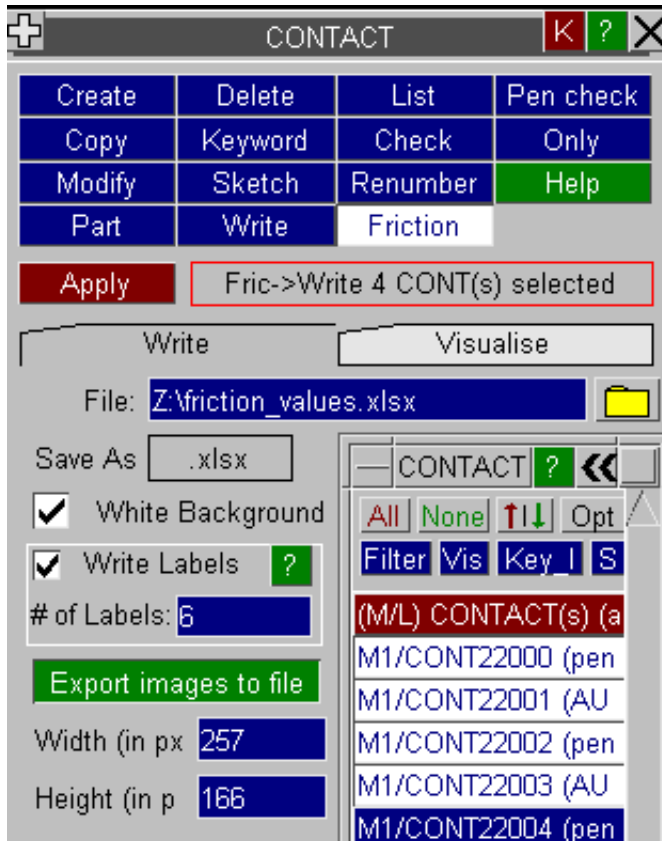 CONTACT K ? X
Create Delete List Pen check
Copy Keyword Check Only
Modify Sketch Renumber Help
Part Write Friction
Apply Fric->Write 4 CONT(s) selected
Write Visualise
File: Z:\friction_values.xlsx
Save As .xlsx
White Background
Write Labels ?
# of Labels: 6
Export images to file
Width (in px 257
Height (in p 166
CONTACT ?
All None Opt
Filter Vis Key_I S
(M/L) CONTACT(s) (a
M1/CONT22000 (pen
M1/CONT22001 (AU
M1/CONT22002 (pen
M1/CONT22003 (AU
M1/CONT22004 (pen